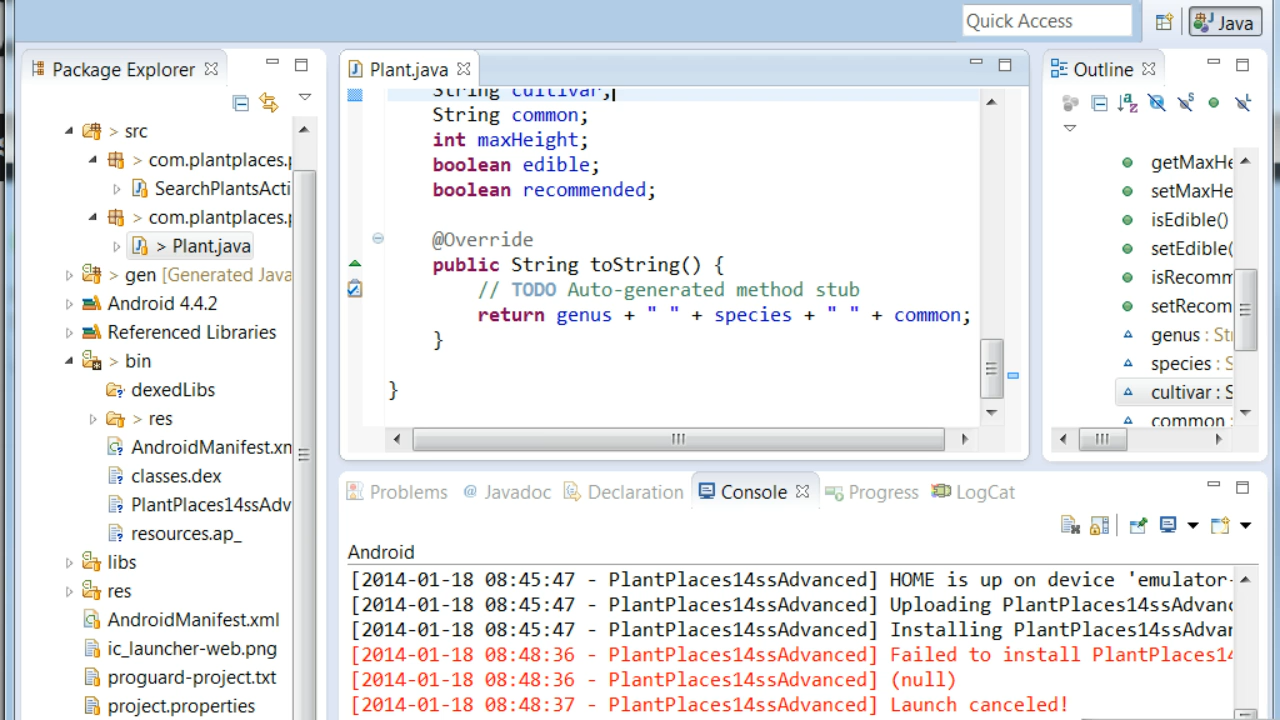 Quick Access
Java
Package Explorer
> src
> com.plantplaces.
SearchPlantsActi
> com.plantplaces.
> Plant.java
> gen [Generated Java
Android 4.4.2
Referenced Libraries
> bin
dexedLibs
> res
AndroidManifest.xm
classes.dex
PlantPlaces14ssAdv
resources.ap_
libs
res
AndroidManifest.xml
ic_launcher-web.png
proguard-project.txt
project.properties
Plant.java
String cultivar;
String common;
int maxHeight;
boolean edible;
boolean recommended;
@Override
public String toString() {
// TODO Auto-generated method stub
return genus + " " + species + " " + common;
}
}
Outline
getMaxHe
setMaxHe
isEdible()
setEdible(
isRecomm
setRecom
genus : Str
species : S
cultivar : S
common :
Problems
Javadoc
Declaration
Console
Progress
LogCat
Android
[2014-01-18 08:45:47 - PlantPlaces14ssAdvanced] HOME is up on device 'emulator-
[2014-01-18 08:45:47 - PlantPlaces14ssAdvanced] Uploading PlantPlaces14ssAdvanc
[2014-01-18 08:45:47 - PlantPlaces14ssAdvanced] Installing PlantPlaces14ssAdvan
[2014-01-18 08:48:36 - PlantPlaces14ssAdvanced] Failed to install PlantPlaces14
[2014-01-18 08:48:36 - PlantPlaces14ssAdvanced] (null)
[2014-01-18 08:48:37 - PlantPlaces14ssAdvanced] Launch canceled!